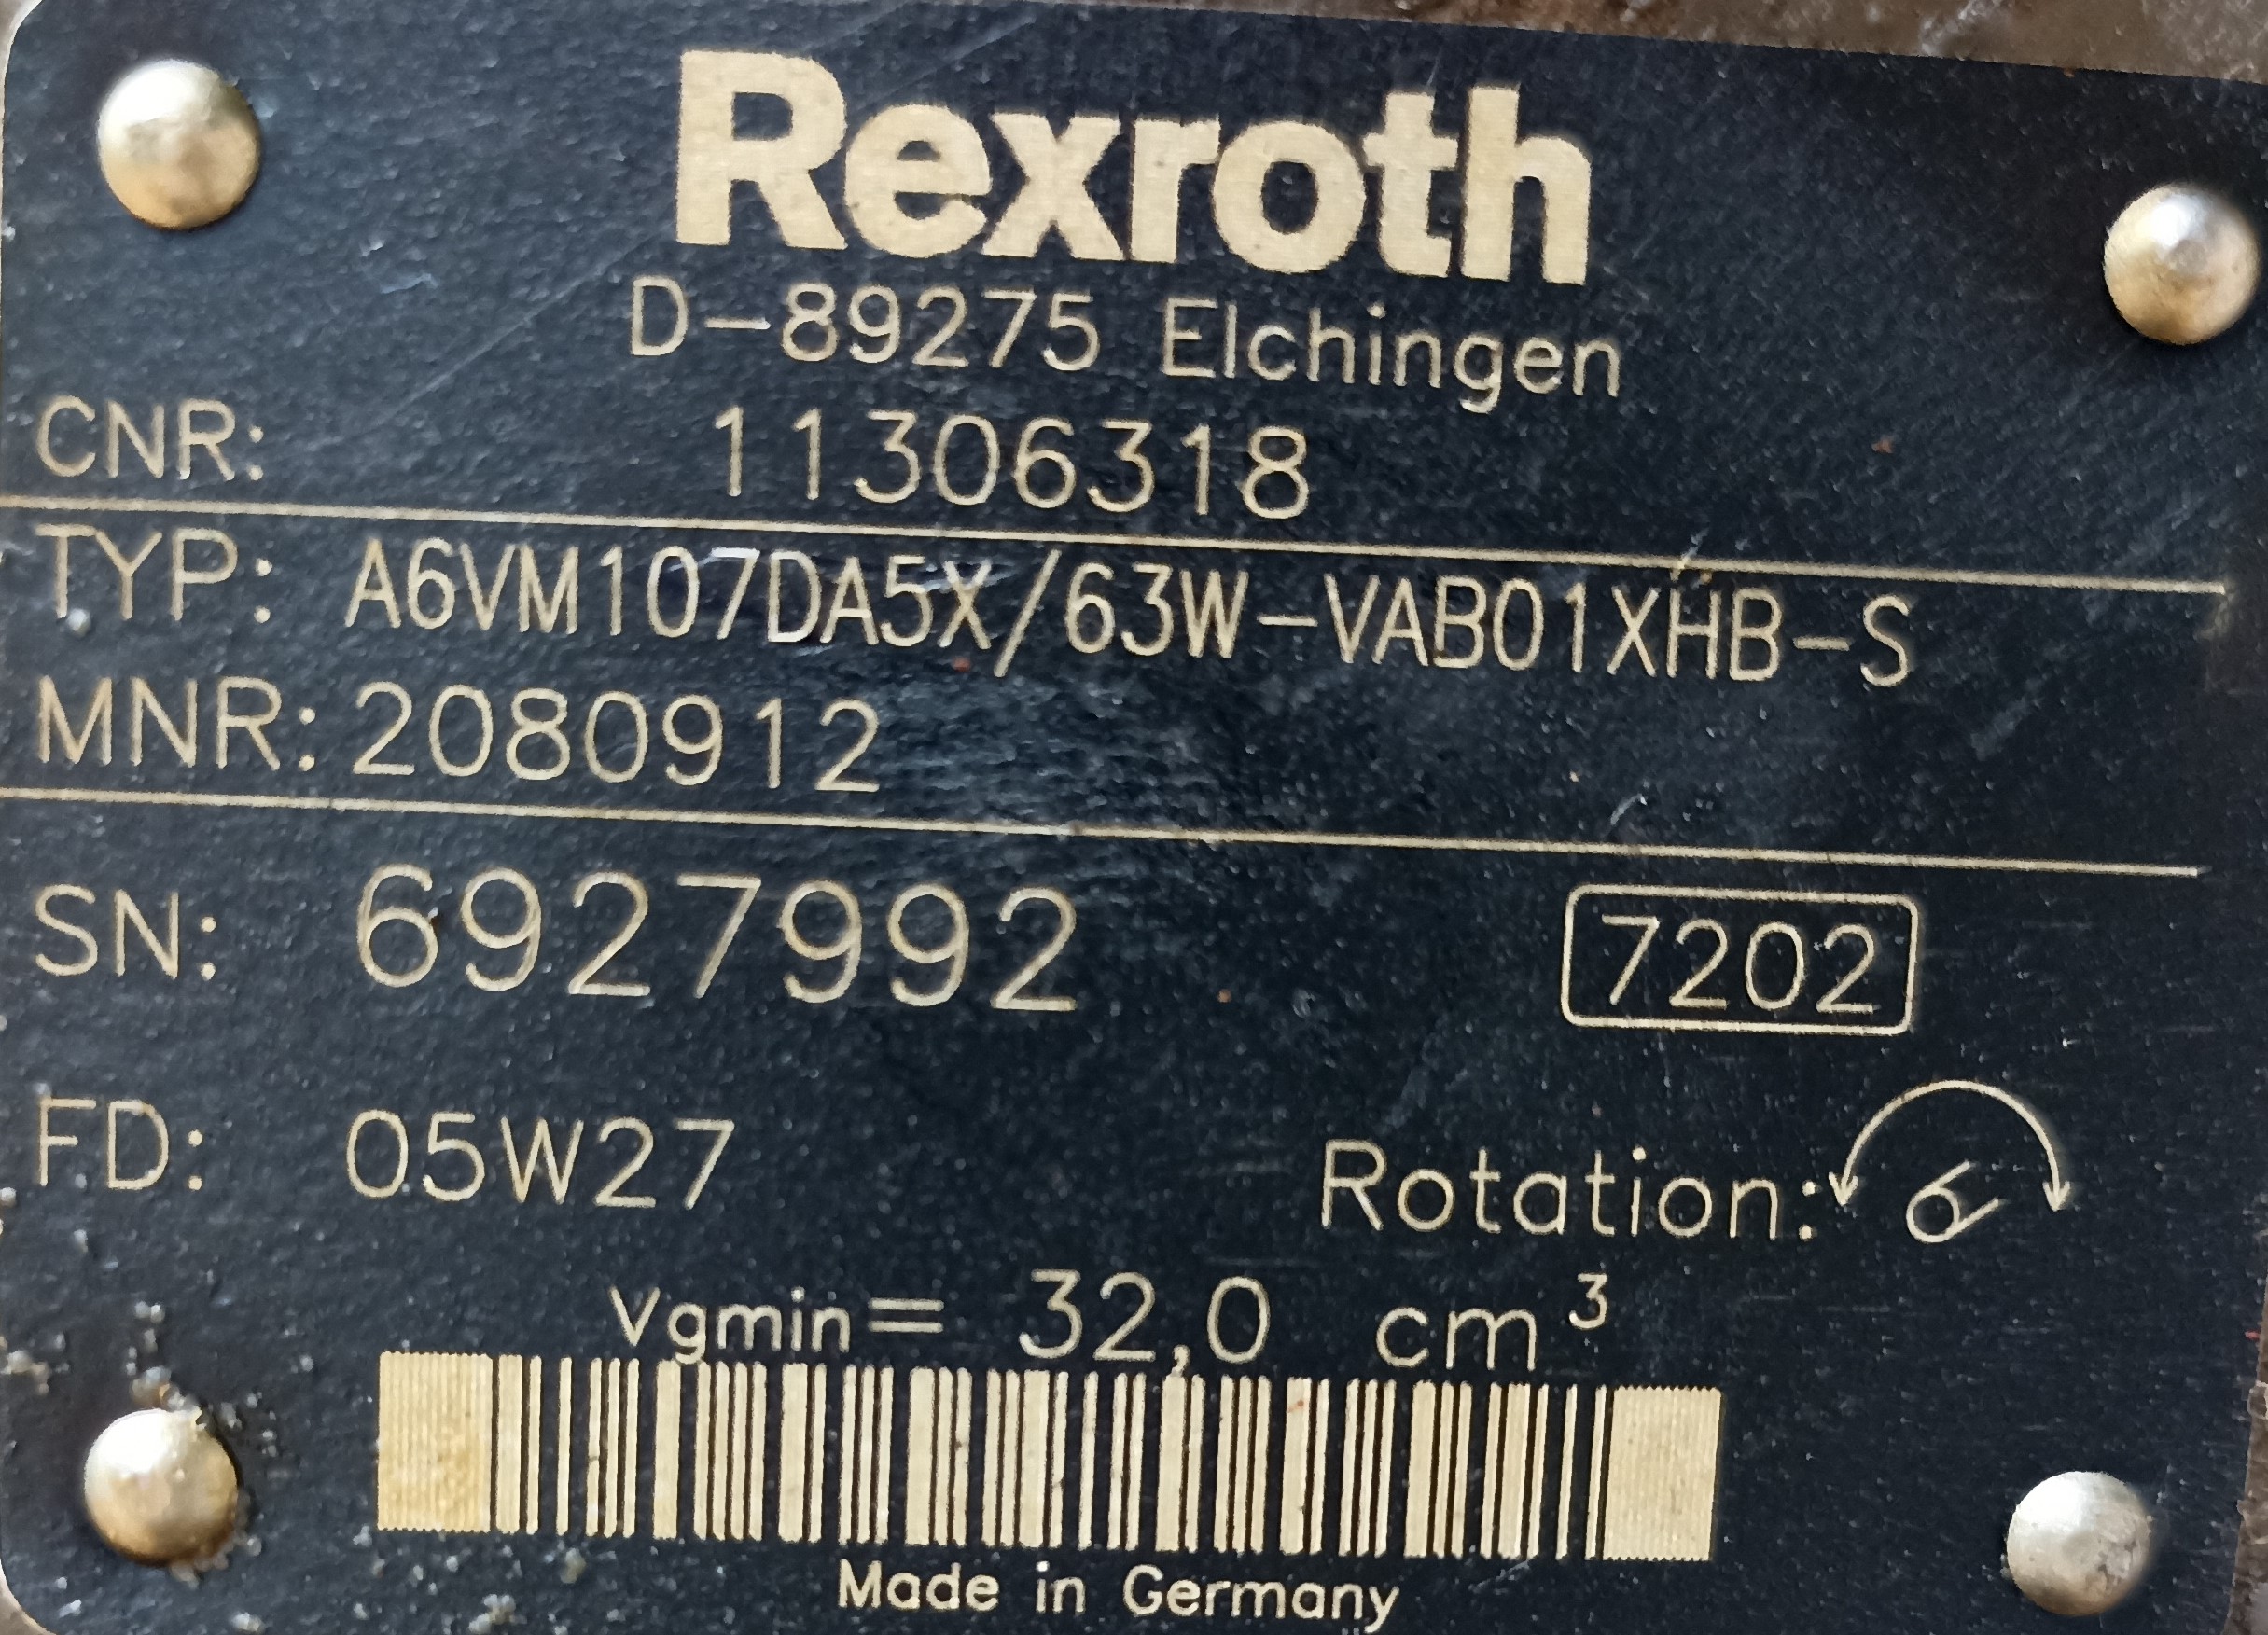 Rexroth
D-89275 Elchingen
CNR: 11306318
TYP: A6VM107DA5X/63W-VAB01XHB-S
MNR: 2080912
SN: 6927992 7202
FD: 05W27 Rotation:
Vgmin= 32,0 cm³
Made in Germany